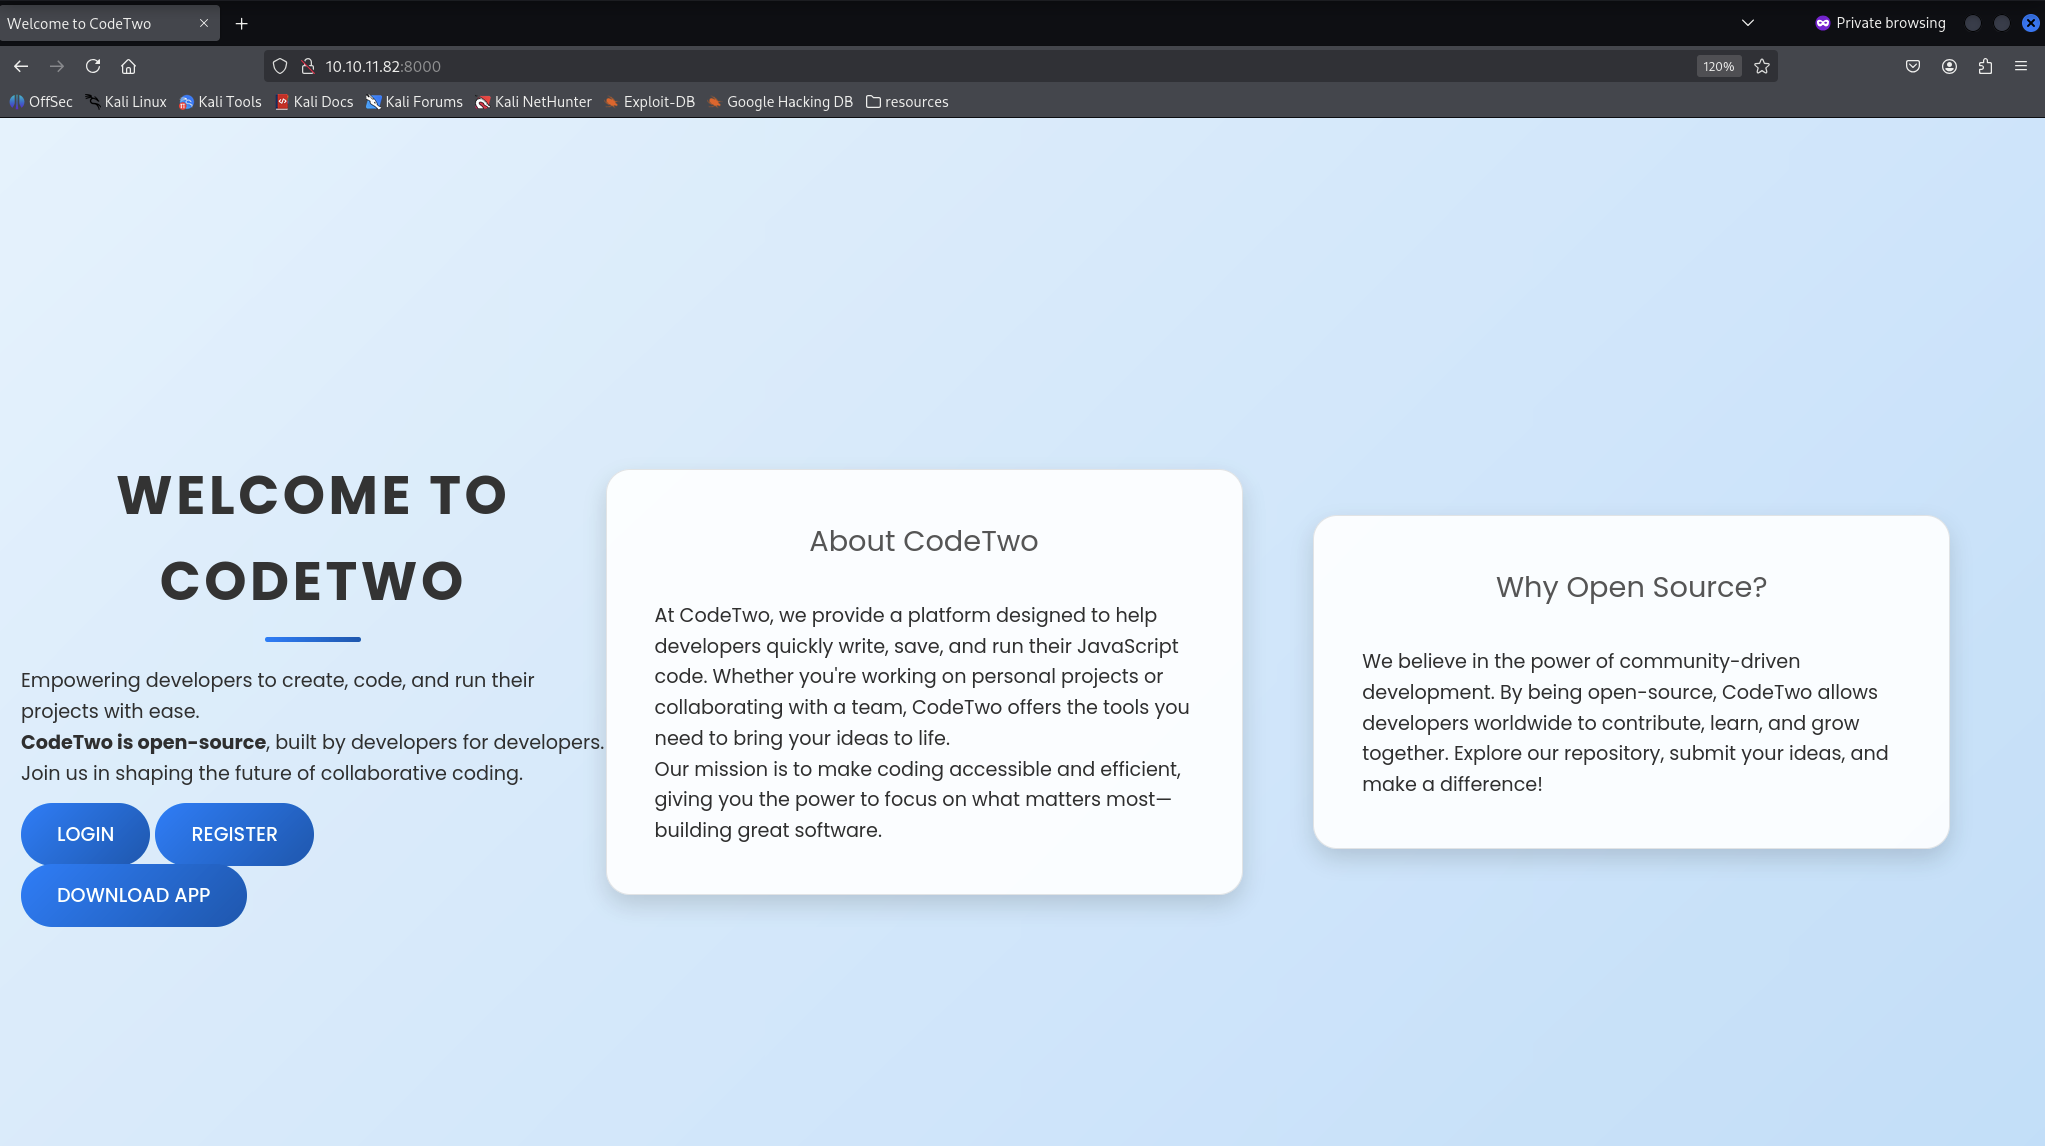 Welcome to CodeTwo
Private browsing
10.10.11.82:8000
120%
OffSec Kali Linux Kali Tools Kali Docs Kali Forums Kali NetHunter Exploit-DB Google Hacking DB resources
WELCOME TO
CODETWO
Empowering developers to create, code, and run their
projects with ease.
CodeTwo is open-source, built by developers for developers.
Join us in shaping the future of collaborative coding.
LOGIN
REGISTER
DOWNLOAD APP
About CodeTwo
At CodeTwo, we provide a platform designed to help
developers quickly write, save, and run their JavaScript
code. Whether you're working on personal projects or
collaborating with a team, CodeTwo offers the tools you
need to bring your ideas to life.
Our mission is to make coding accessible and efficient,
giving you the power to focus on what matters most—
building great software.
Why Open Source?
We believe in the power of community-driven
development. By being open-source, CodeTwo allows
developers worldwide to contribute, learn, and grow
together. Explore our repository, submit your ideas, and
make a difference!